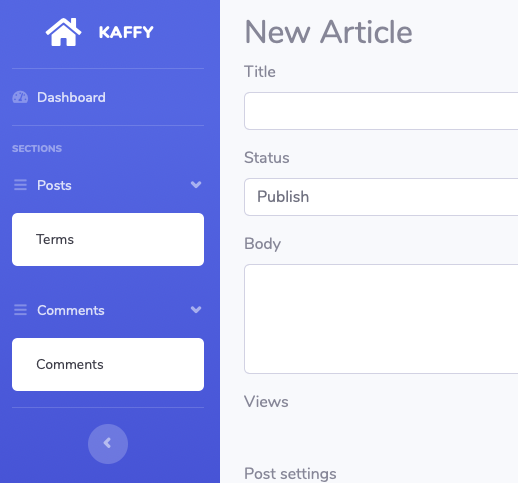 KAFFY
Dashboard
SECTIONS
Posts
Terms
Comments
Comments
New Article
Title
Status
Publish
Body
Views
Post settings